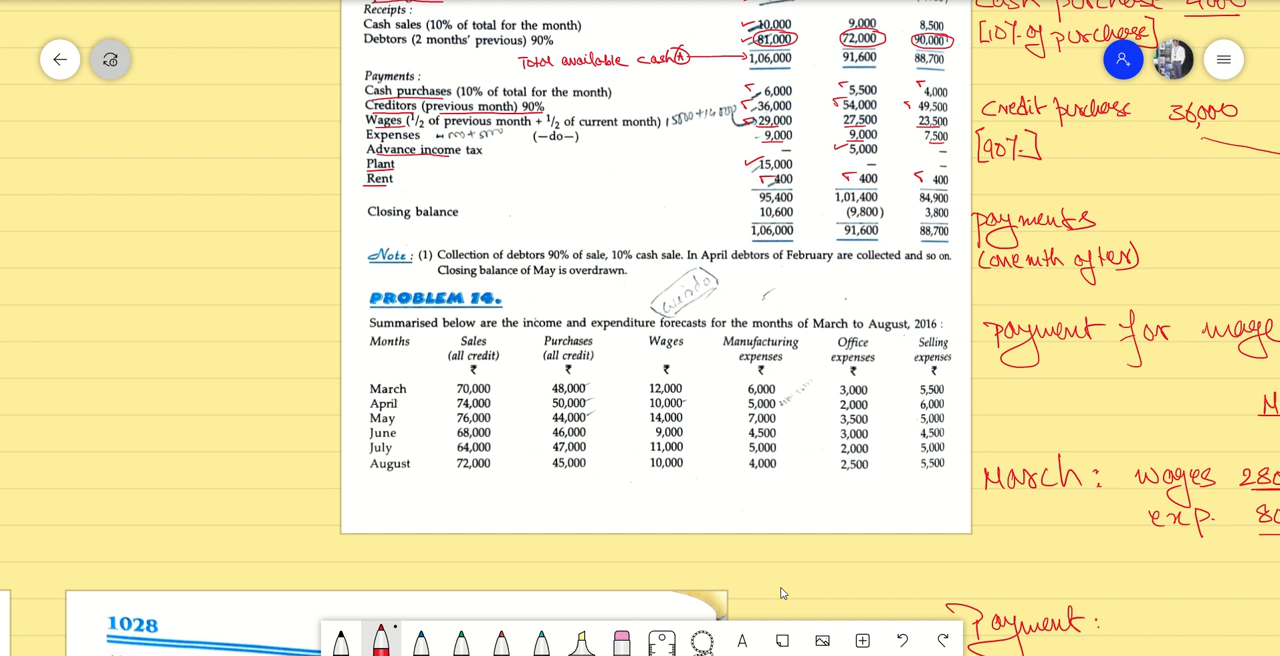 Receipts :
Cash sales (10% of total for the month) 10,000 9,000 8,500
Debtors (2 months' previous) 90% 81,000 72,000 90,000
Total available cash (A) 1,06,000 91,600 88,700
Payments :
Cash purchases (10% of total for the month) 6,000 5,500 4,000
Creditors (previous month) 90% 36,000 54,000 49,500
Wages (1/2 of previous month + 1/2 of current month) 15000+14000 29,000 27,500 23,500
Expenses (—do—) 9,000 9,000 7,500
Advance income tax — 5,000 —
Plant 15,000 — —
Rent 400 400 400
95,400 1,01,400 84,900
Closing balance 10,600 (9,800) 3,800
1,06,000 91,600 88,700
Note : (1) Collection of debtors 90% of sale, 10% cash sale. In April debtors of February are collected and so on.
Closing balance of May is overdrawn.
PROBLEM 14.
Summarised below are the income and expenditure forecasts for the months of March to August, 2016 :
Months Sales Purchases Wages Manufacturing Office Selling
(all credit) (all credit) expenses expenses expenses
₹ ₹ ₹ ₹ ₹ ₹
March 70,000 48,000 12,000 6,000 3,000 5,500
April 74,000 50,000 10,000 5,000 2,000 6,000
May 76,000 44,000 14,000 7,000 3,500 5,000
June 68,000 46,000 9,000 4,500 3,000 4,500
July 64,000 47,000 11,000 5,000 2,000 5,000
August 72,000 45,000 10,000 4,000 2,500 5,500
1028
Cash purchase 4000
[10% of purchase]
Credit purchase 36,000
[90%]
payments
(one mth after)
payment for wage
M
March : wages 280
exp. 80
Payment :
A